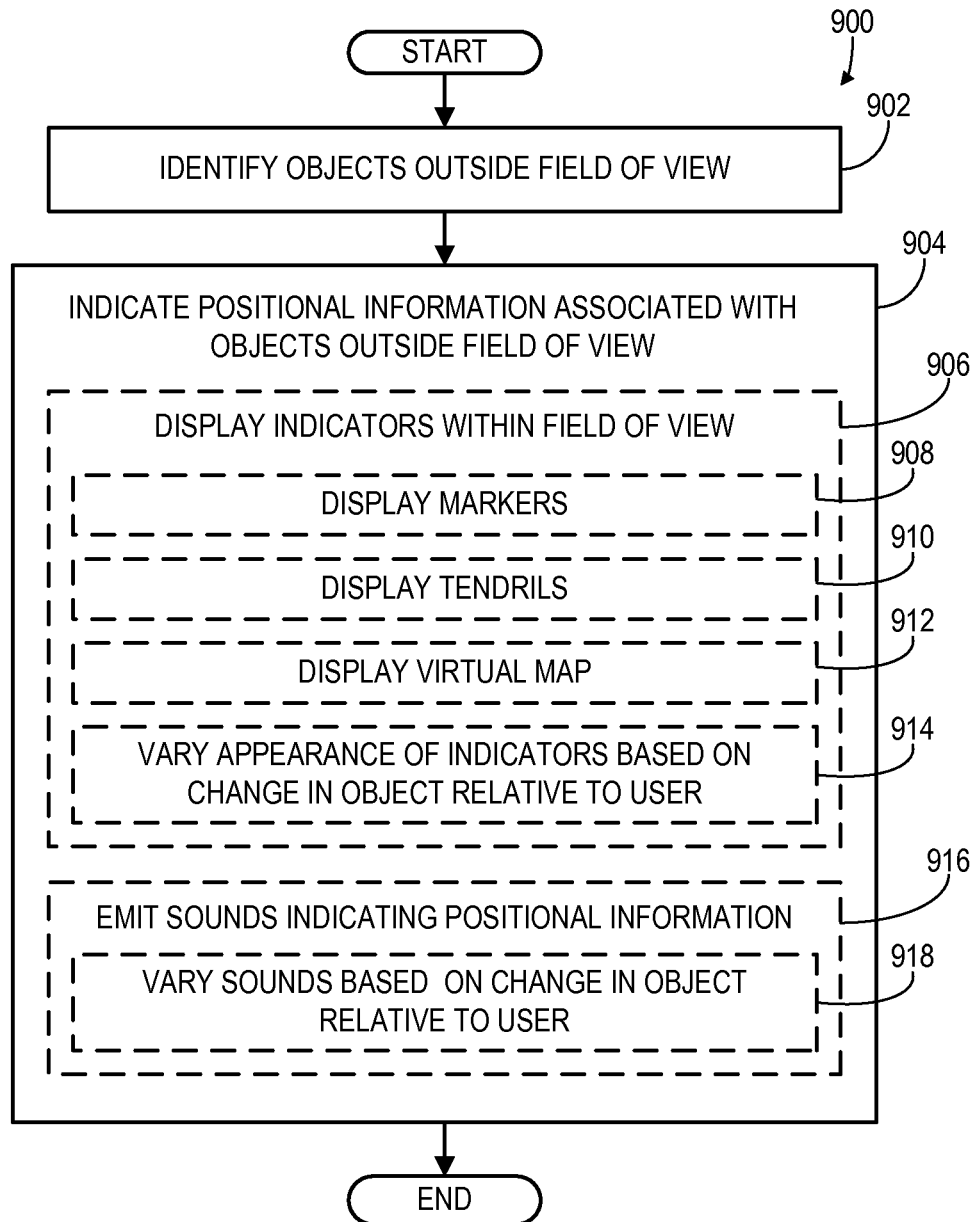 900
START
902
IDENTIFY OBJECTS OUTSIDE FIELD OF VIEW
904
INDICATE POSITIONAL INFORMATION ASSOCIATED WITH
OBJECTS OUTSIDE FIELD OF VIEW
906
DISPLAY INDICATORS WITHIN FIELD OF VIEW
908
DISPLAY MARKERS
910
DISPLAY TENDRILS
912
DISPLAY VIRTUAL MAP
914
VARY APPEARANCE OF INDICATORS BASED ON
CHANGE IN OBJECT RELATIVE TO USER
916
EMIT SOUNDS INDICATING POSITIONAL INFORMATION
918
VARY SOUNDS BASED ON CHANGE IN OBJECT
RELATIVE TO USER
END